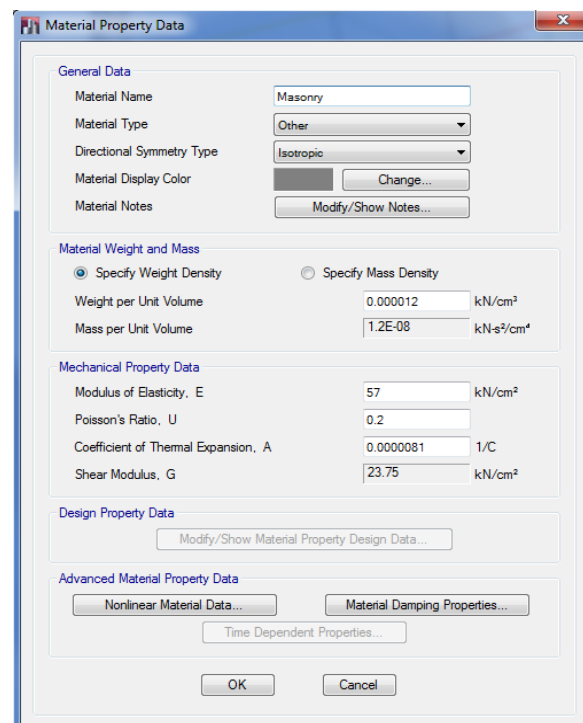 Material Property Data
General Data
Material Name Masonry
Material Type Other
Directional Symmetry Type Isotropic
Material Display Color Change...
Material Notes Modify/Show Notes...
Material Weight and Mass
Specify Weight Density Specify Mass Density
Weight per Unit Volume 0.000012 kN/cm³
Mass per Unit Volume 1.2E-08 kN-s²/cm⁴
Mechanical Property Data
Modulus of Elasticity, E 57 kN/cm²
Poisson's Ratio, U 0.2
Coefficient of Thermal Expansion, A 0.0000081 1/C
Shear Modulus, G 23.75 kN/cm²
Design Property Data
Modify/Show Material Property Design Data...
Advanced Material Property Data
Nonlinear Material Data... Material Damping Properties...
Time Dependent Properties...
OK Cancel